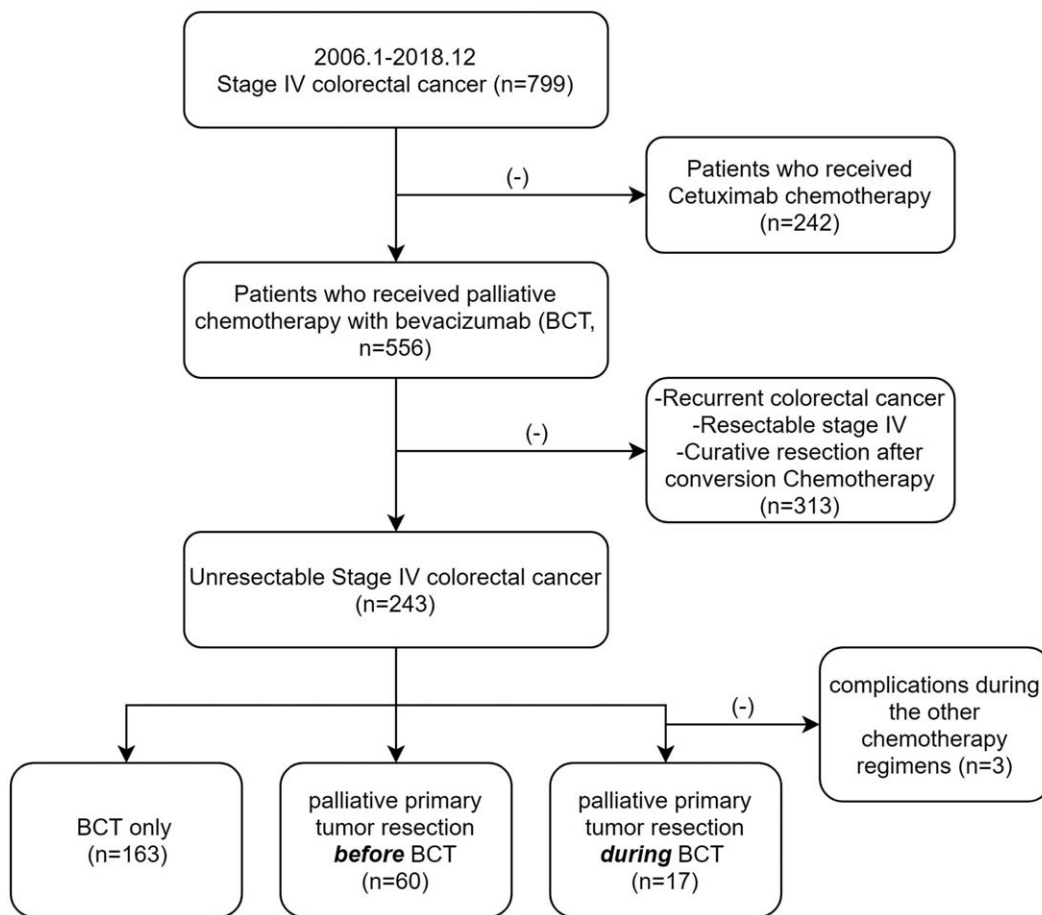 2006.1-2018.12
Stage IV colorectal cancer (n=799)
(-)
Patients who received
Cetuximab chemotherapy
(n=242)
Patients who received palliative
chemotherapy with bevacizumab (BCT,
n=556)
(-)
-Recurrent colorectal cancer
-Resectable stage IV
-Curative resection after
conversion Chemotherapy
(n=313)
Unresectable Stage IV colorectal cancer
(n=243)
(-)
complications during
the other
chemotherapy
regimens (n=3)
BCT only
(n=163)
palliative primary
tumor resection
before BCT
(n=60)
palliative primary
tumor resection
during BCT
(n=17)